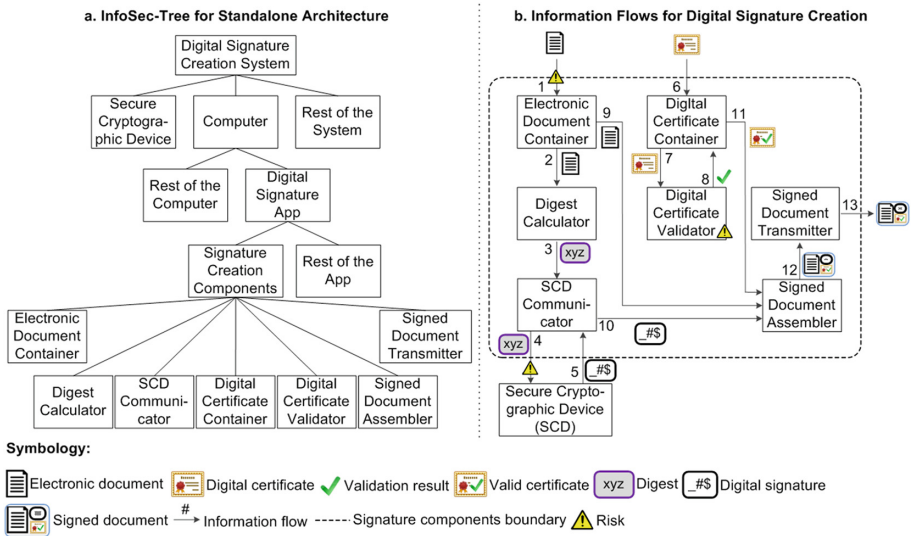 a. InfoSec-Tree for Standalone Architecture
Digital Signature
Creation System
Secure
Cryptogra-
phic Device
Computer
Rest of the
System
Rest of the
Computer
Digital
Signature
App
Signature
Creation
Components
Rest of
the App
Electronic
Document
Container
Signed
Document
Transmitter
Digest
Calculator
SCD
Communi-
cator
Digital
Certificate
Container
Digital
Certificate
Validator
Signed
Document
Assembler
b. Information Flows for Digital Signature Creation
1
Electronic
Document
Container
9
2
Digest
Calculator
3
xyz
SCD
Communi-
cator
10
_#$
xyz
4
5
_#$
Secure Crypto-
graphic Device
(SCD)
6
Digital
Certificate
Container
11
7
8
Digital
Certificate
Validator
Signed
Document
Transmitter
13
12
Signed
Document
Assembler
Symbology:
Electronic document
Digital certificate
Validation result
Valid certificate
xyz
Digest
_#$
Digital signature
Signed document
#
Information flow
Signature components boundary
Risk